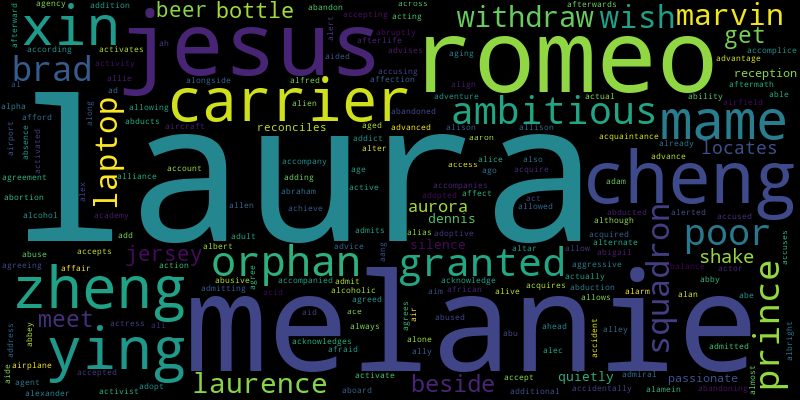 agency addition beer bottle abandon across afterwards
afterward xin jesus accepting acting withdraw wish marvin
according activates abruptly alert romeo accomplice get advantage
brad activity allie ah aided afterlife advises accusing affection aging reception
al ad alongside alfred alien align adventure actual ability aftermath able
alpha along laptop allowing carrier ambitious mame airfield
afford abducts aircraft reconciles abandoned alison allison acquaintance already locates
airport absence activated laura aged advanced addict alter aaron
agreement alliance account accompany access alice also advance cheng
abortion alex adding age ago acquire adam
alcohol academy abraham active accompanies adopted affect act abducted accused
allen achieve aurora allowed although alerted
add adult admits alias dennis acquired poor
abuse accepts albert advice adoptive silence altar allow alternate abigail shake accuses
agreeing affair jersey orphan aang granted aggressive squadron balance actor
action abusive agree accompanied admit acknowledge actually abduction abby
zheng admitting acid alcoholic aim african alive acquires allows alarm alan abe prince
meet actress all melanie aid agreed ace agrees air abused abu ahead accident alley admitted albright
abbey ying acknowledges always afraid alone ally alec
address airplane accepted quietly admiral passionate almost
aide agent activist adopt laurence activate beside accept accidentally alamein abandoning
alexander aboard additional